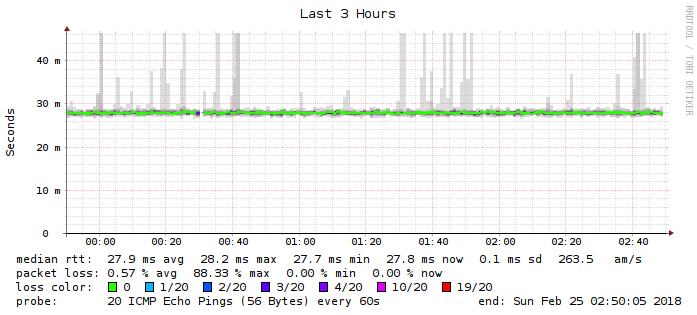 Last 3 Hours
RRDTOOL / TOBI OETIKER
Seconds
40 m
30 m
20 m
10 m
0
00:00 00:20 00:40 01:00 01:20 01:40 02:00 02:20 02:40
median rtt: 27.9 ms avg 28.2 ms max 27.7 ms min 27.8 ms now 0.1 ms sd 263.5 am/s
packet loss: 0.57 % avg 88.33 % max 0.00 % min 0.00 % now
loss color: 0 1/20 2/20 3/20 4/20 10/20 19/20
probe: 20 ICMP Echo Pings (56 Bytes) every 60s end: Sun Feb 25 02:50:05 2018